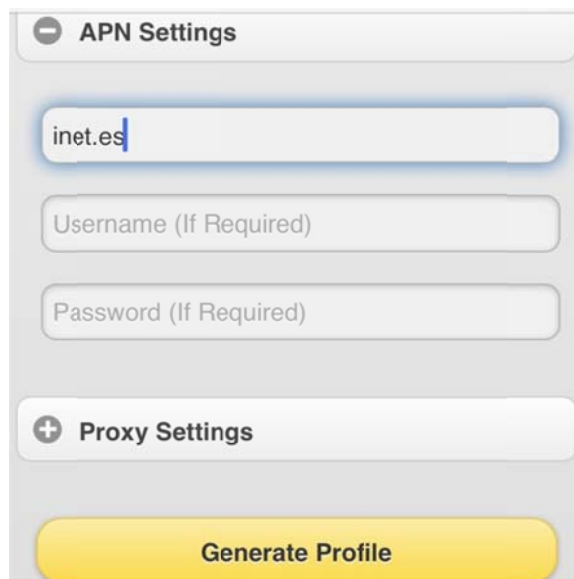 APN Settings
inet.es
Username (If Required)
Password (If Required)
Proxy Settings
Generate Profile